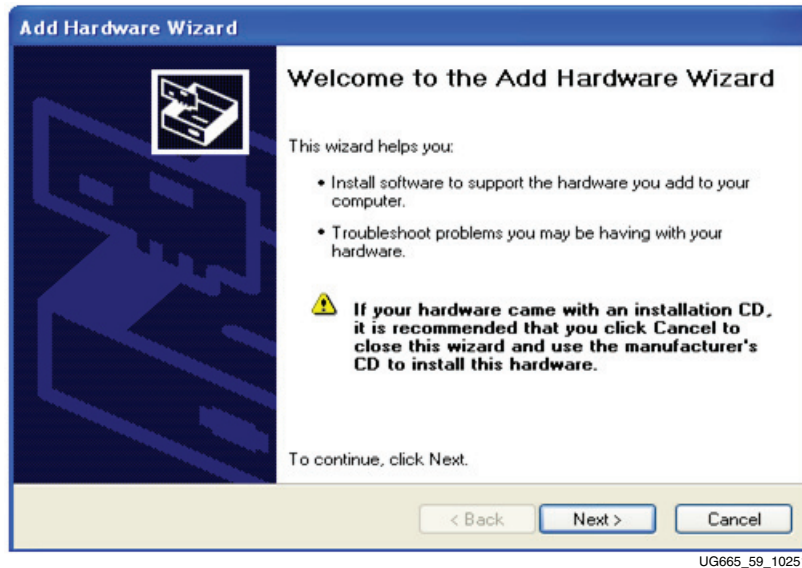 Add Hardware Wizard
Welcome to the Add Hardware Wizard
This wizard helps you:
• Install software to support the hardware you add to your
computer.
• Troubleshoot problems you may be having with your
hardware.
If your hardware came with an installation CD,
it is recommended that you click Cancel to
close this wizard and use the manufacturer's
CD to install this hardware.
To continue, click Next.
< Back Next > Cancel
UG665_59_1025